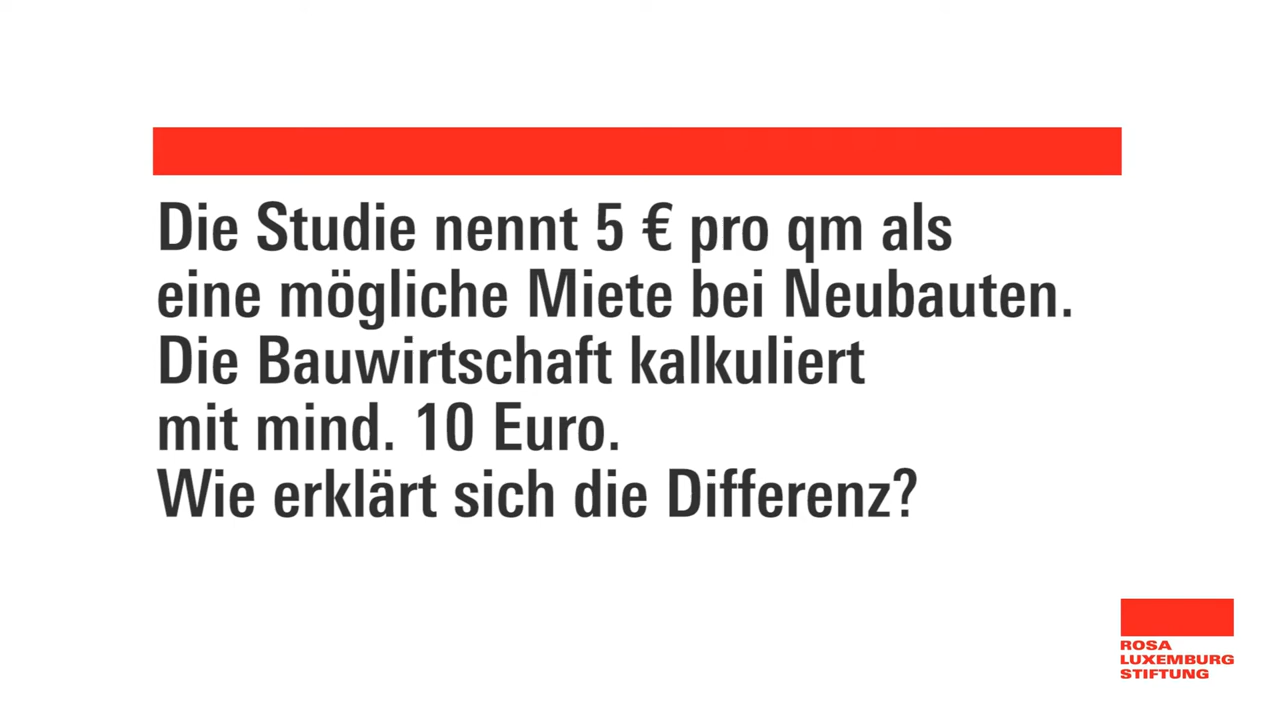 Die Studie nennt 5 € pro qm als
eine mögliche Miete bei Neubauten.
Die Bauwirtschaft kalkuliert
mit mind. 10 Euro.
Wie erklärt sich die Differenz?
ROSA
LUXEMBURG
STIFTUNG